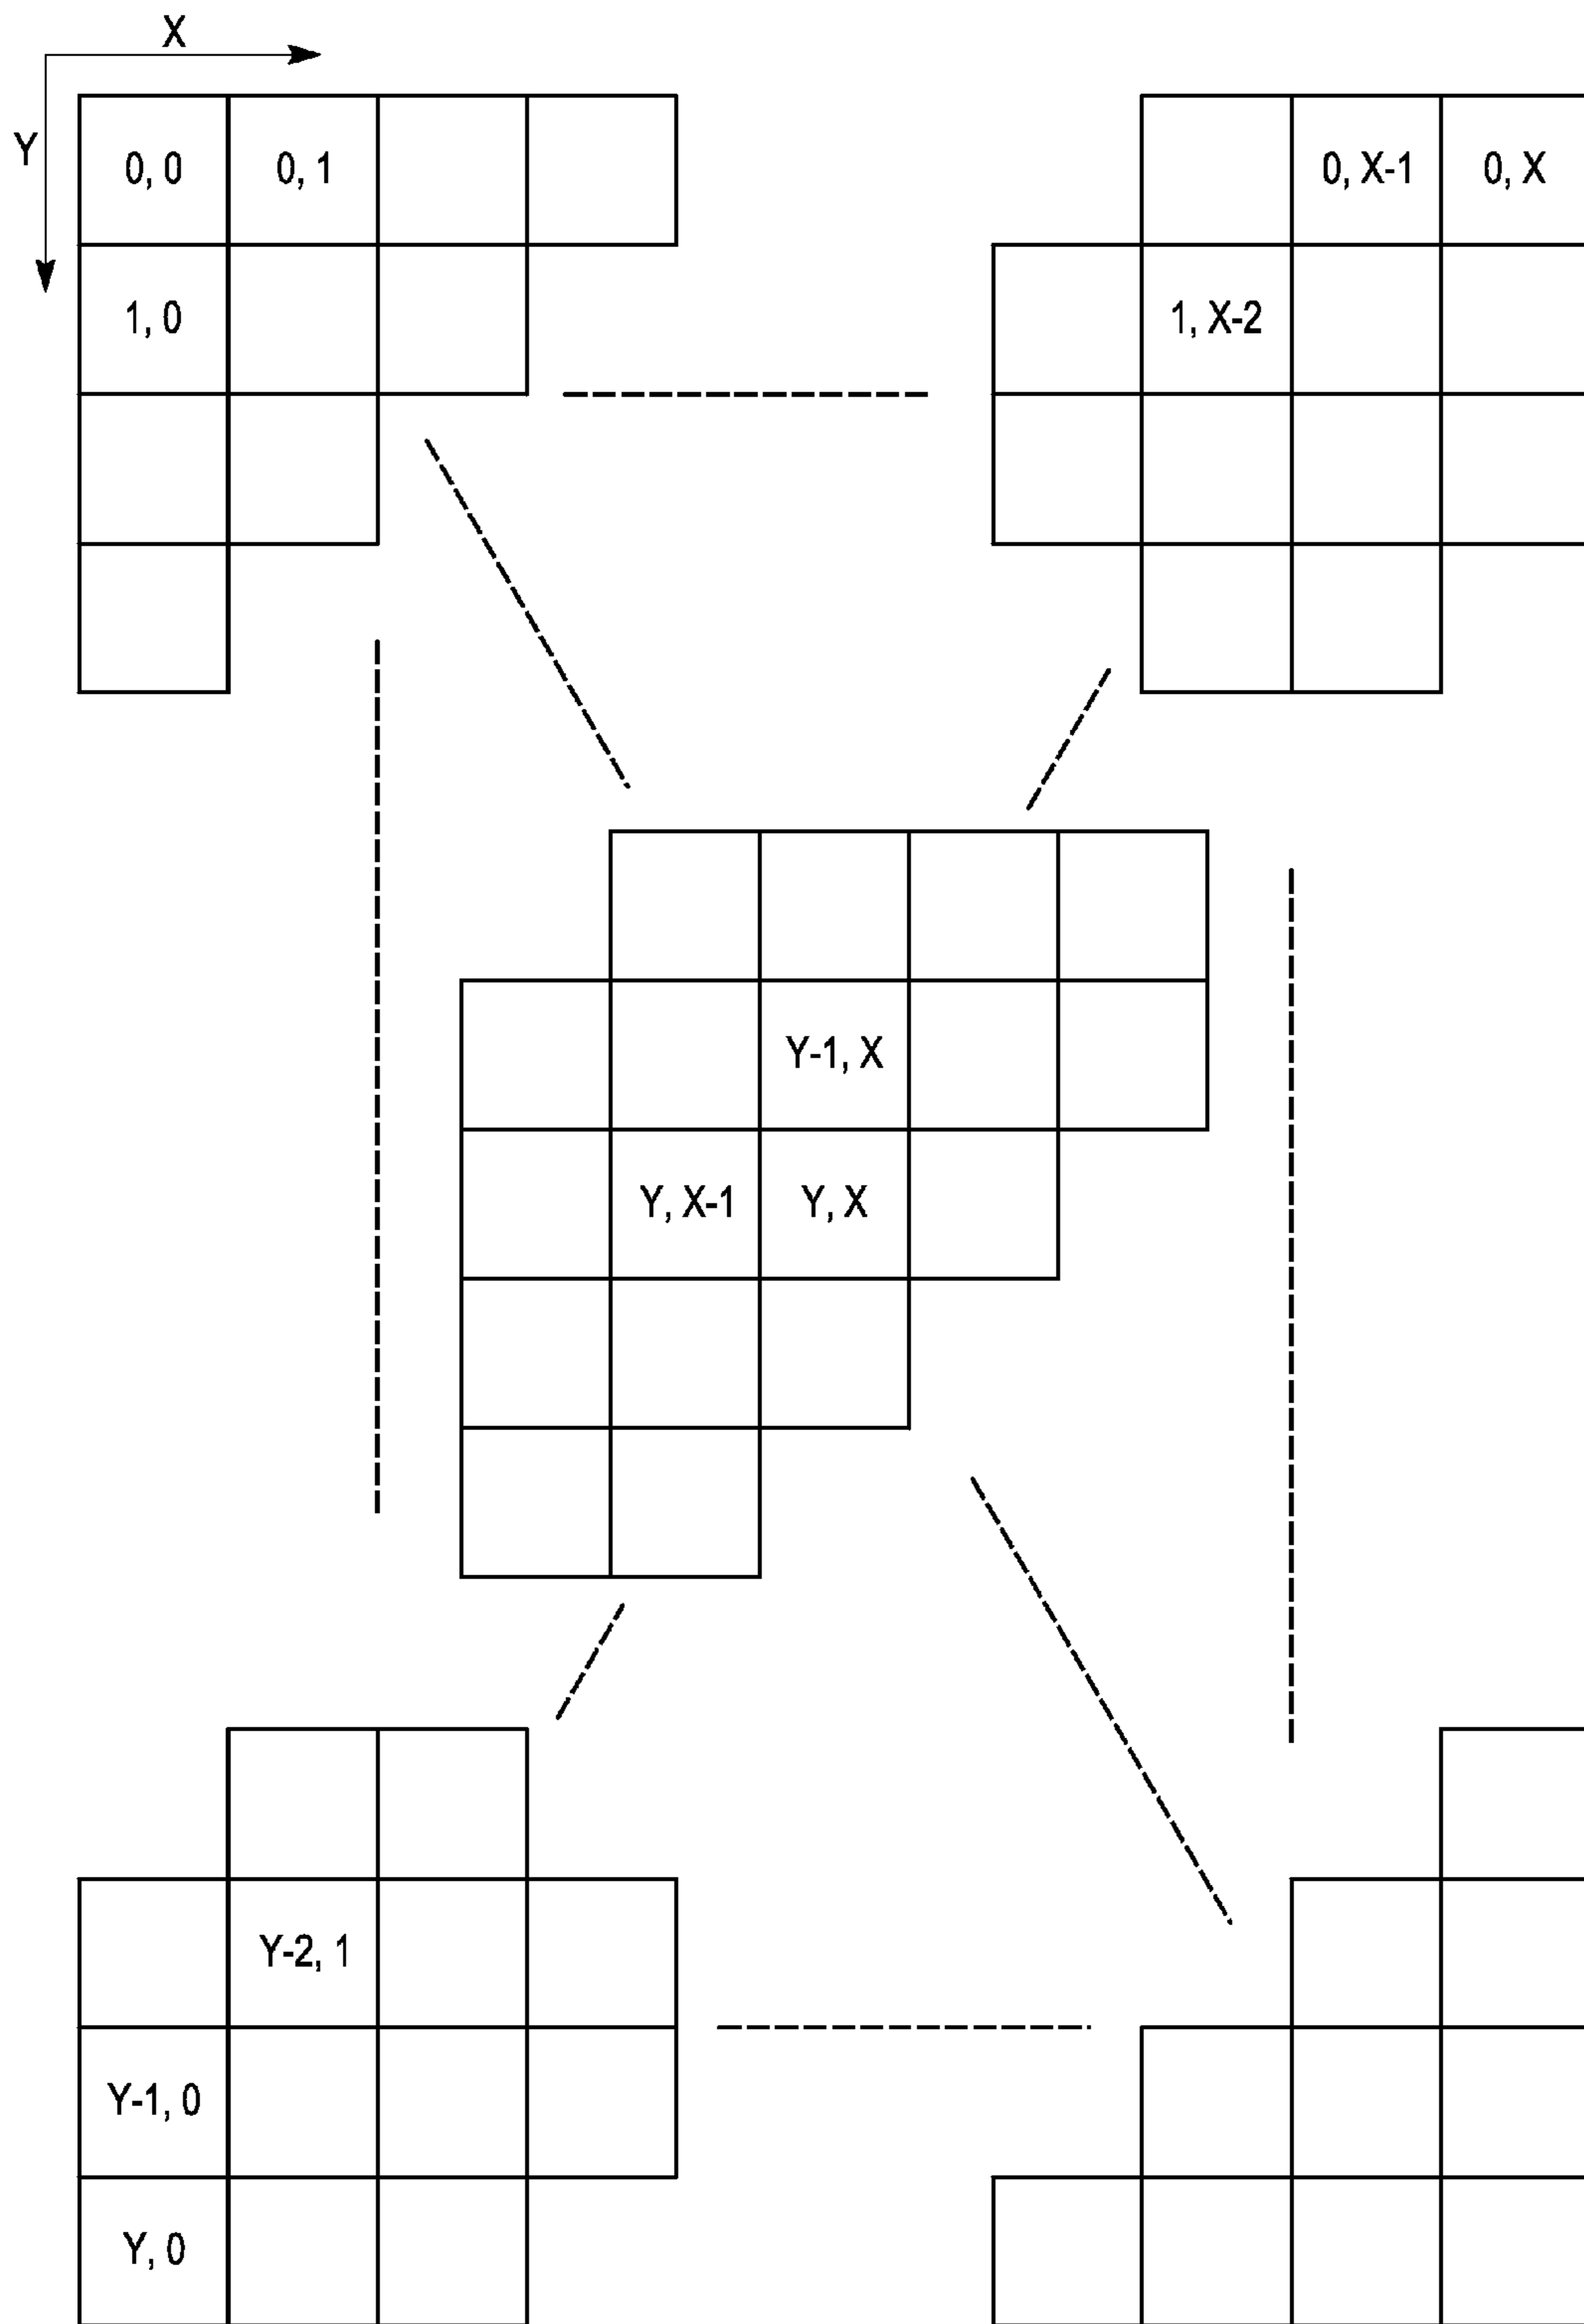 X
Y
0, 0
0, 1
0, X-1
0, X
1, 0
1, X-2
Y-1, X
Y, X-1
Y, X
Y-2, 1
Y-1, 0
Y, 0